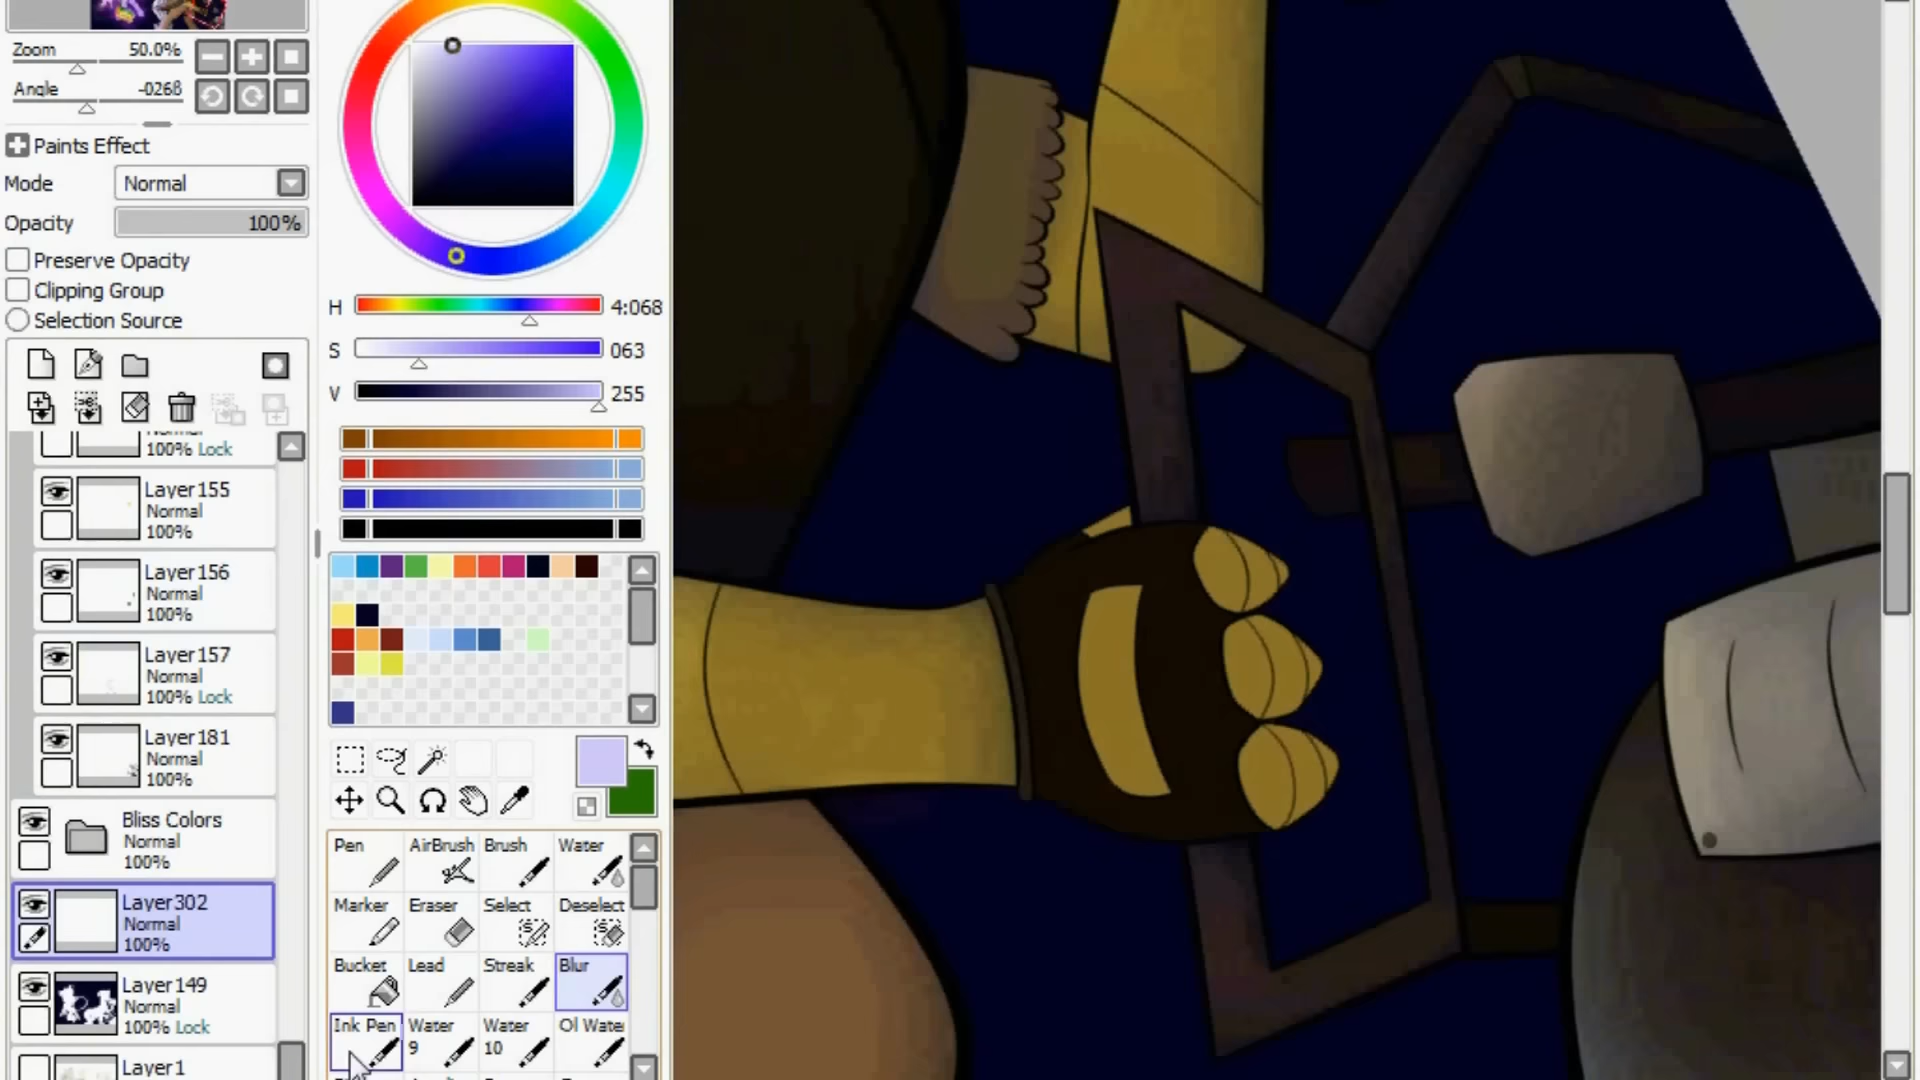 Zoom 50.0%
Angle -0268
Paints Effect
Mode Normal
Opacity 100%
Preserve Opacity
Clipping Group
Selection Source
Normal
100% Lock
Layer155
Normal
100%
Layer156
Normal
100%
Layer157
Normal
100% Lock
Layer181
Normal
100%
Bliss Colors
Normal
100%
Layer302
Normal
100%
Layer149
Normal
100% Lock
Layer1
H 4:068
S 063
V 255
Pen AirBrush Brush Water
Marker Eraser Select Deselect
Bucket Lead Streak Blur
Ink Pen Water 9 Water 10 Ol Wate